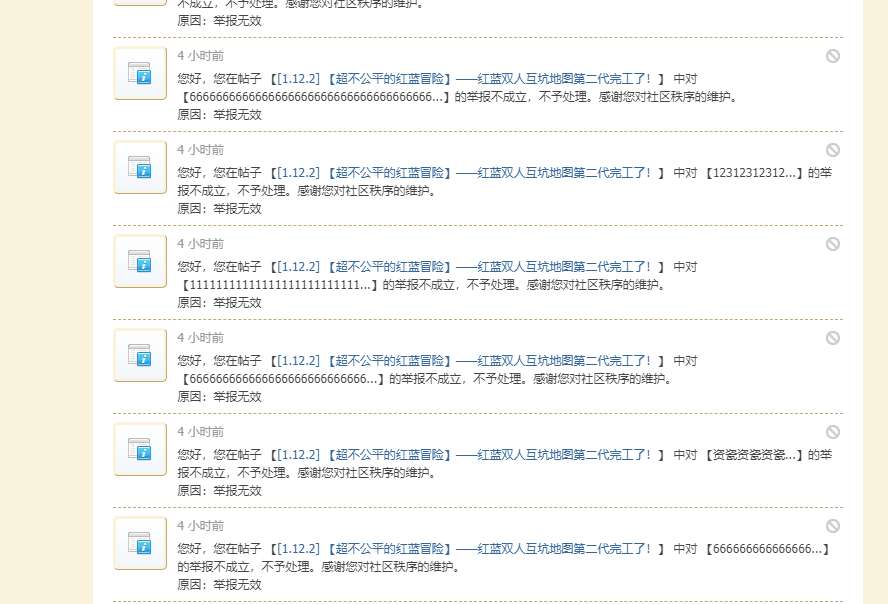 不成立，不予处理。感谢您对社区秩序的维护。
原因：举报无效
4 小时前
您好，您在帖子 【[1.12.2] 【超不公平的红蓝冒险】——红蓝双人互坑地图第二代完工了！】 中对
【6666666666666666666666666666666666666...】的举报不成立，不予处理。感谢您对社区秩序的维护。
原因：举报无效
4 小时前
您好，您在帖子 【[1.12.2] 【超不公平的红蓝冒险】——红蓝双人互坑地图第二代完工了！】 中对 【12312312312...】的举
报不成立，不予处理。感谢您对社区秩序的维护。
原因：举报无效
4 小时前
您好，您在帖子 【[1.12.2] 【超不公平的红蓝冒险】——红蓝双人互坑地图第二代完工了！】 中对
【11111111111111111111111111...】的举报不成立，不予处理。感谢您对社区秩序的维护。
原因：举报无效
4 小时前
您好，您在帖子 【[1.12.2] 【超不公平的红蓝冒险】——红蓝双人互坑地图第二代完工了！】 中对
【666666666666666666666666666...】的举报不成立，不予处理。感谢您对社区秩序的维护。
原因：举报无效
4 小时前
您好，您在帖子 【[1.12.2] 【超不公平的红蓝冒险】——红蓝双人互坑地图第二代完工了！】 中对 【资瓷资瓷资瓷...】的举
报不成立，不予处理。感谢您对社区秩序的维护。
原因：举报无效
4 小时前
您好，您在帖子 【[1.12.2] 【超不公平的红蓝冒险】——红蓝双人互坑地图第二代完工了！】 中对 【666666666666666...】
的举报不成立，不予处理。感谢您对社区秩序的维护。
原因：举报无效